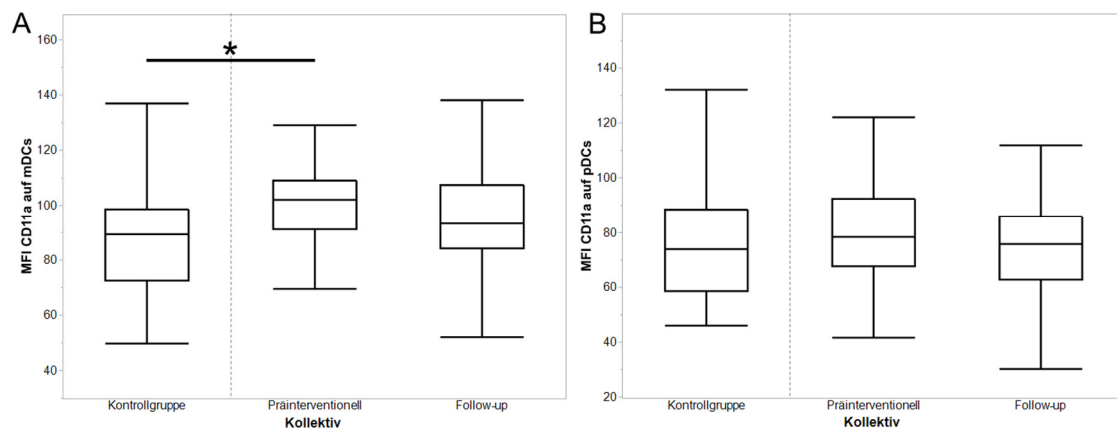 A
*
MFI CD11a auf mDCs
160
140
120
100
80
60
40
Kontrollgruppe Präinterventionell Follow-up
Kollektiv
B
MFI CD11a auf pDCs
140
120
100
80
60
40
20
Kontrollgruppe Präinterventionell Follow-up
Kollektiv